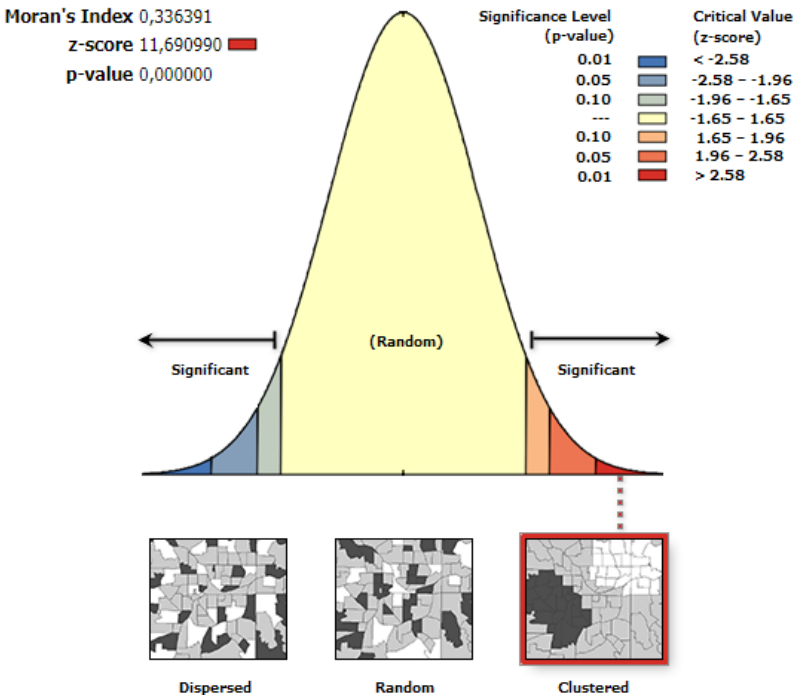 Moran's Index 0,336391
z-score 11,690990
p-value 0,000000
Significance Level
(p-value)
Critical Value
(z-score)
0.01 < -2.58
0.05 -2.58 – -1.96
0.10 -1.96 – -1.65
--- -1.65 – 1.65
0.10 1.65 – 1.96
0.05 1.96 – 2.58
0.01 > 2.58
(Random)
Significant
Significant
Dispersed
Random
Clustered